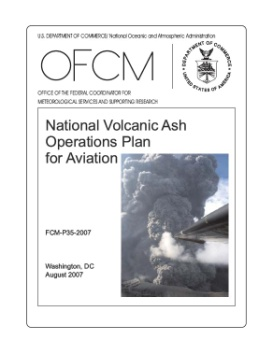 U.S. DEPARTMENT OF COMMERCE/ National Oceanic and Atmospheric Administration
OFCM
DEPARTMENT OF COMMERCE
UNITED STATES OF AMERICA
OFFICE OF THE FEDERAL COORDINATOR FOR
METEOROLOGICAL SERVICES AND SUPPORTING RESEARCH
National Volcanic Ash
Operations Plan
for Aviation
FCM-P35-2007
Washington, DC
August 2007